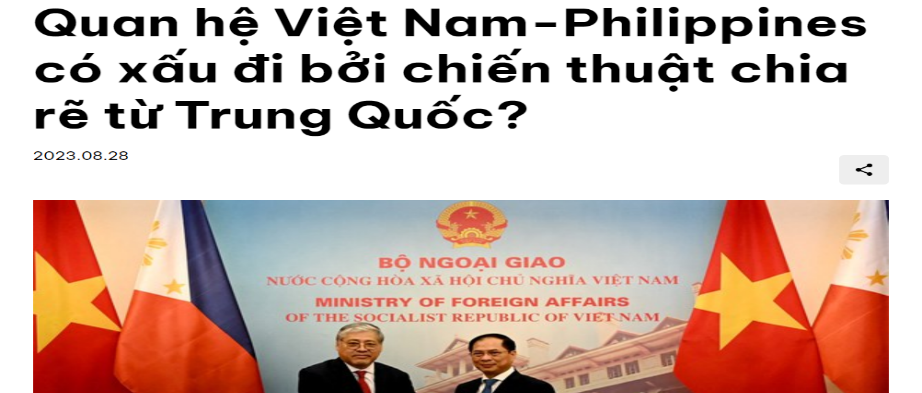 Quan hệ Việt Nam-Philippines
có xấu đi bởi chiến thuật chia
rẽ từ Trung Quốc?
2023.08.28
BỘ NGOẠI GIAO
NƯỚC CỘNG HÒA XÃ HỘI CHỦ NGHĨA VIỆT NAM
MINISTRY OF FOREIGN AFFAIRS
OF THE SOCIALIST REPUBLIC OF VIET NAM